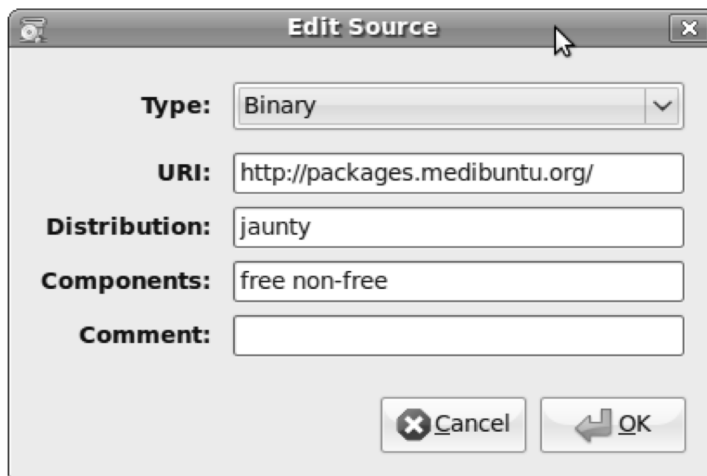 Edit Source
Type: Binary
URI: http://packages.medibuntu.org/
Distribution: jaunty
Components: free non-free
Comment:
Cancel OK